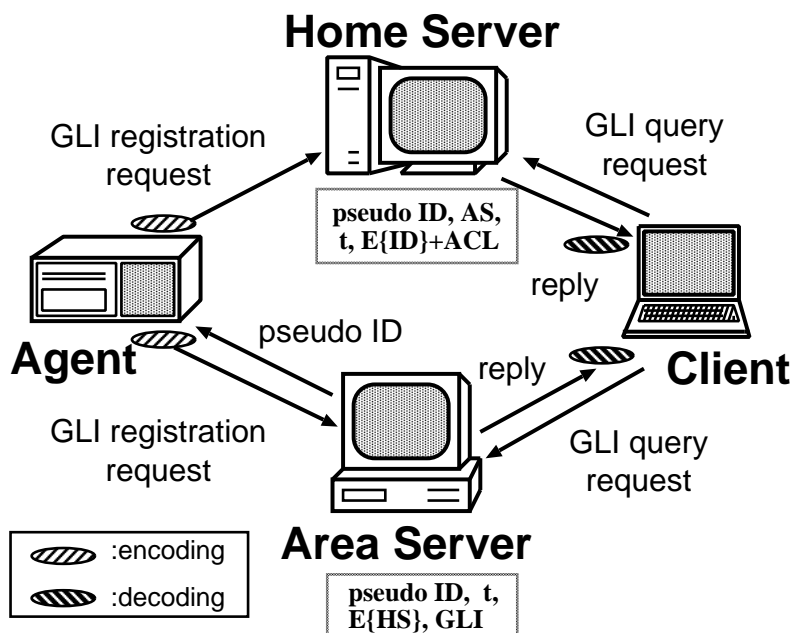 Home Server
GLI registration
request
GLI query
request
pseudo ID, AS,
t, E{ID}+ACL
reply
pseudo ID
Agent
reply
Client
GLI registration
request
GLI query
request
Area Server
:encoding
:decoding
pseudo ID, t,
E{HS}, GLI